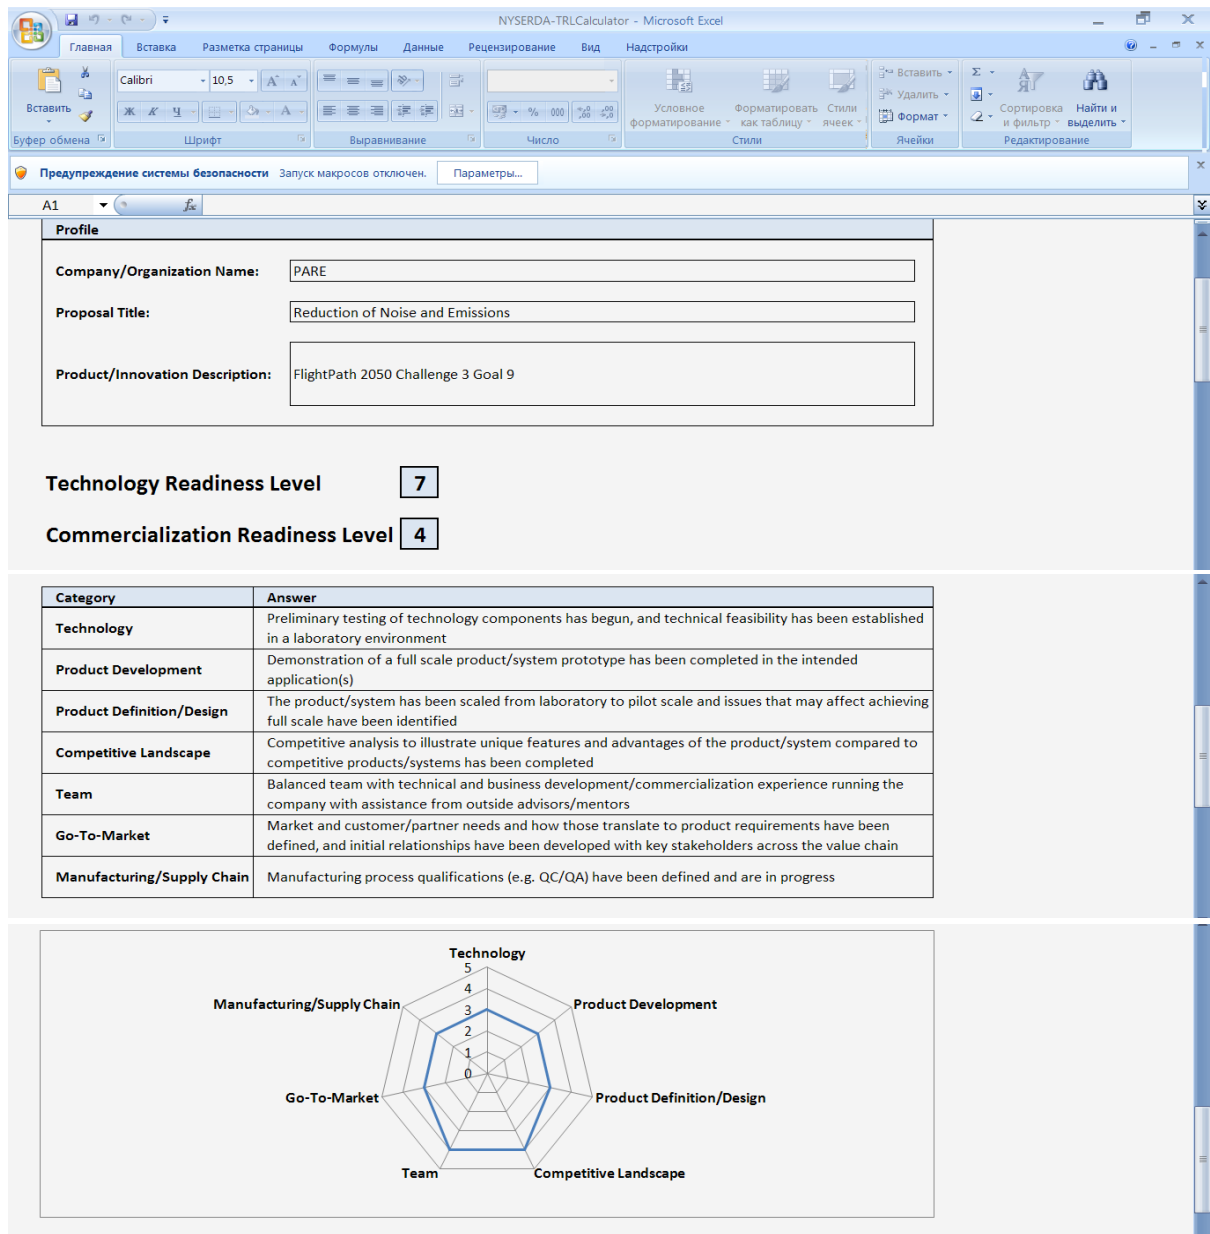 NYSERDA-TRLCalculator - Microsoft Excel
Главная Вставка Разметка страницы Формулы Данные Рецензирование Вид Надстройки
Вставить
Буфер обмена
Calibri 10,5
Ж К Ч
Шрифт
Выравнивание
% 000
Число
Условное форматирование
Форматировать как таблицу
Стили ячеек
Стили
Вставить
Удалить
Формат
Ячейки
Сортировка и фильтр
Найти и выделить
Редактирование
Предупреждение системы безопасности Запуск макросов отключен. Параметры...
A1 fx
Profile
Company/Organization Name: PARE
Proposal Title: Reduction of Noise and Emissions
Product/Innovation Description: FlightPath 2050 Challenge 3 Goal 9
Technology Readiness Level 7
Commercialization Readiness Level 4
Category Answer
Technology Preliminary testing of technology components has begun, and technical feasibility has been established
in a laboratory environment
Product Development Demonstration of a full scale product/system prototype has been completed in the intended
application(s)
Product Definition/Design The product/system has been scaled from laboratory to pilot scale and issues that may affect achieving
full scale have been identified
Competitive Landscape Competitive analysis to illustrate unique features and advantages of the product/system compared to
competitive products/systems has been completed
Team Balanced team with technical and business development/commercialization experience running the
company with assistance from outside advisors/mentors
Go-To-Market Market and customer/partner needs and how those translate to product requirements have been
defined, and initial relationships have been developed with key stakeholders across the value chain
Manufacturing/Supply Chain Manufacturing process qualifications (e.g. QC/QA) have been defined and are in progress
Technology
5
4
3
2
1
0
Manufacturing/Supply Chain
Product Development
Go-To-Market
Product Definition/Design
Team
Competitive Landscape